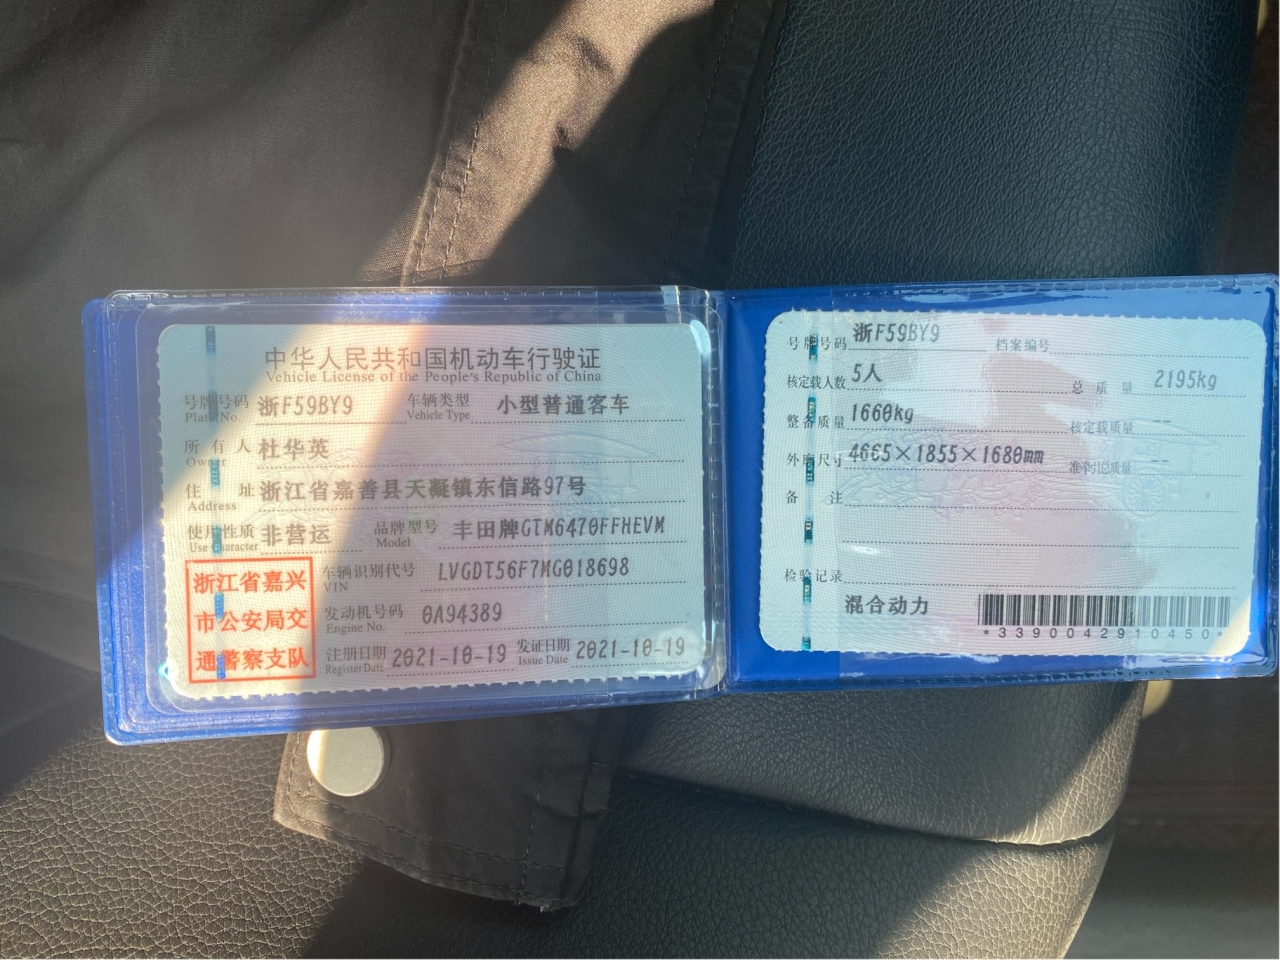 中华人民共和国机动车行驶证
Vehicle License of the People's Republic of China
号牌号码 浙F59BY9 车辆类型 小型普通客车
Plate No. Vehicle Type
所有人 杜华英
Owner
住址 浙江省嘉善县天凝镇东信路97号
Address
使用性质 非营运 品牌型号 丰田牌GTM6470FFHEVM
Use Character Model
浙江省嘉兴
市公安局交
通警察支队
车辆识别代号 LVGDT56F7MG018698
VIN
发动机号码 0A94389
Engine No.
注册日期 2021-10-19 发证日期 2021-10-19
Register Date Issue Date
号牌号码 浙F59BY9 档案编号
核定载人数 5人 总质量 2195kg
整备质量 1660kg 核定载质量 --
外廓尺寸 4665×1855×1680mm 准牵引总质量 --
备注
检验记录
混合动力
*3390042910450*